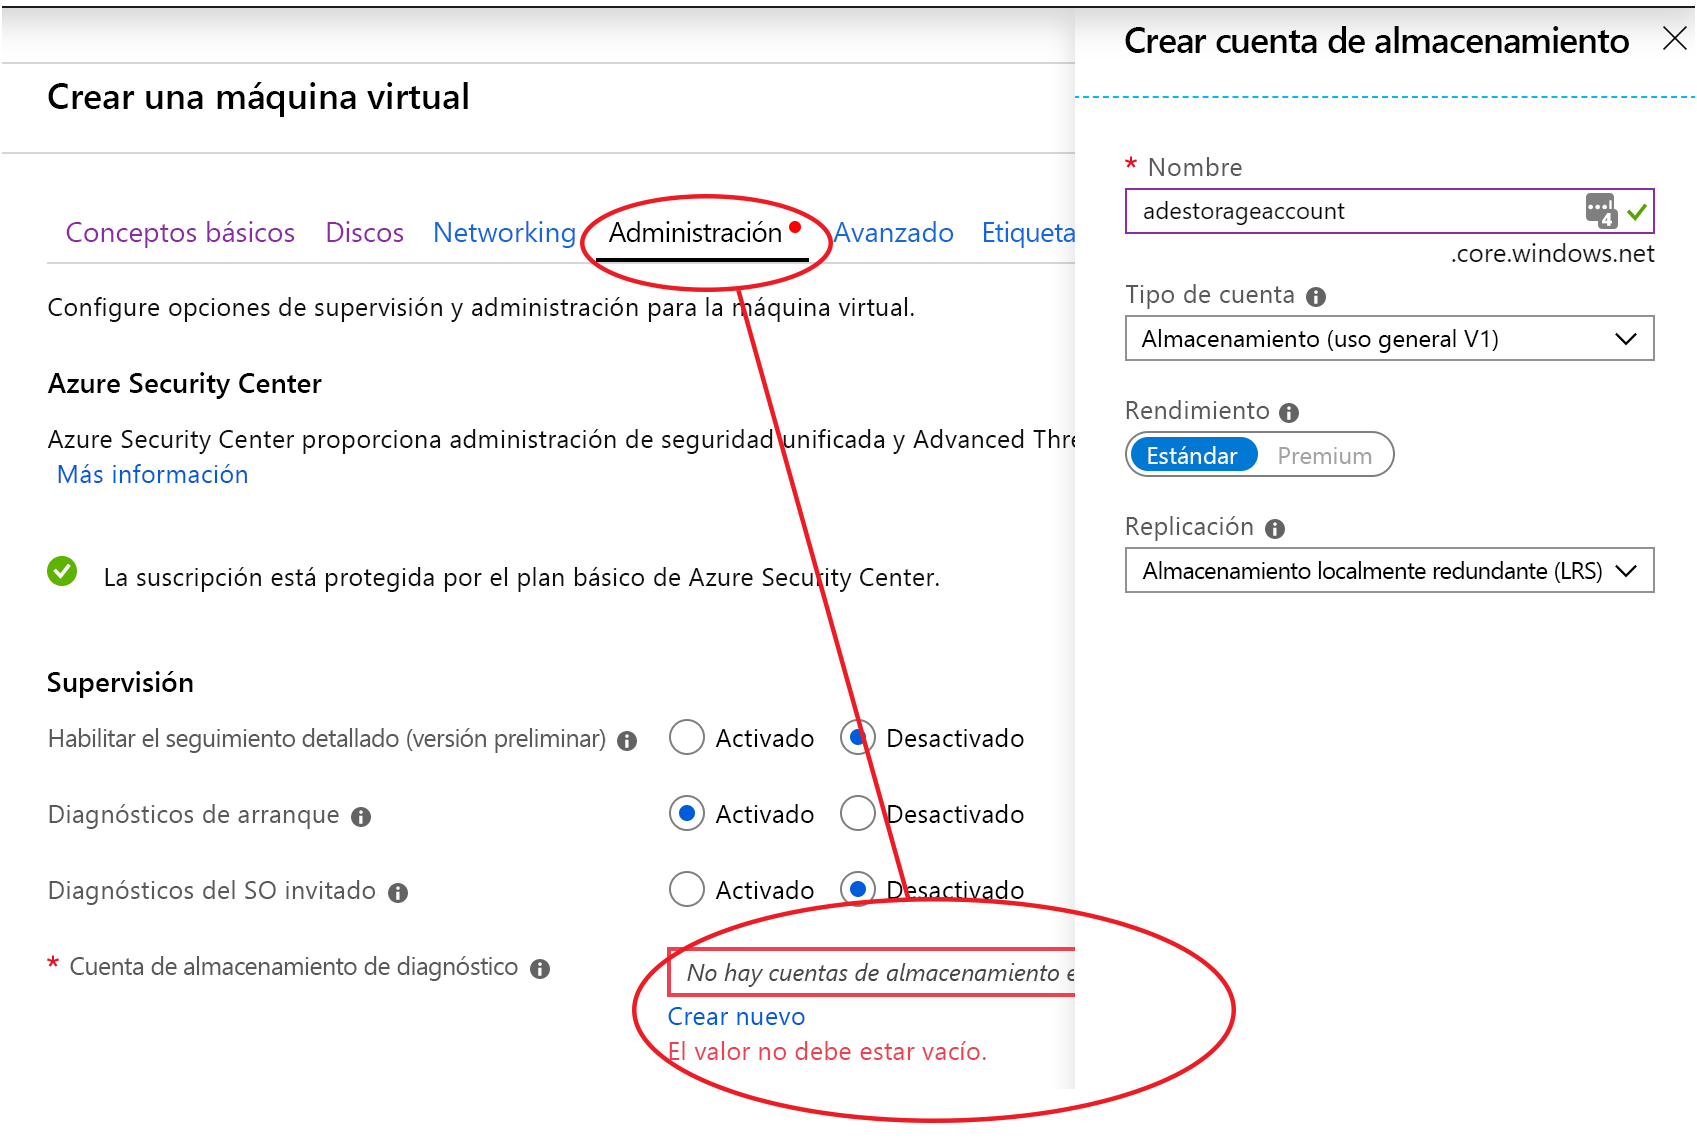 Crear una máquina virtual
Conceptos básicos Discos Networking Administración Avanzado Etiqueta
Configure opciones de supervisión y administración para la máquina virtual.
Azure Security Center
Azure Security Center proporciona administración de seguridad unificada y Advanced Thre
Más información
La suscripción está protegida por el plan básico de Azure Security Center.
Supervisión
Habilitar el seguimiento detallado (versión preliminar) Activado Desactivado
Diagnósticos de arranque Activado Desactivado
Diagnósticos del SO invitado Activado Desactivado
* Cuenta de almacenamiento de diagnóstico No hay cuentas de almacenamiento e
Crear nuevo
El valor no debe estar vacío.
Crear cuenta de almacenamiento
* Nombre
adestorageaccount 4
.core.windows.net
Tipo de cuenta
Almacenamiento (uso general V1)
Rendimiento
Estándar Premium
Replicación
Almacenamiento localmente redundante (LRS)